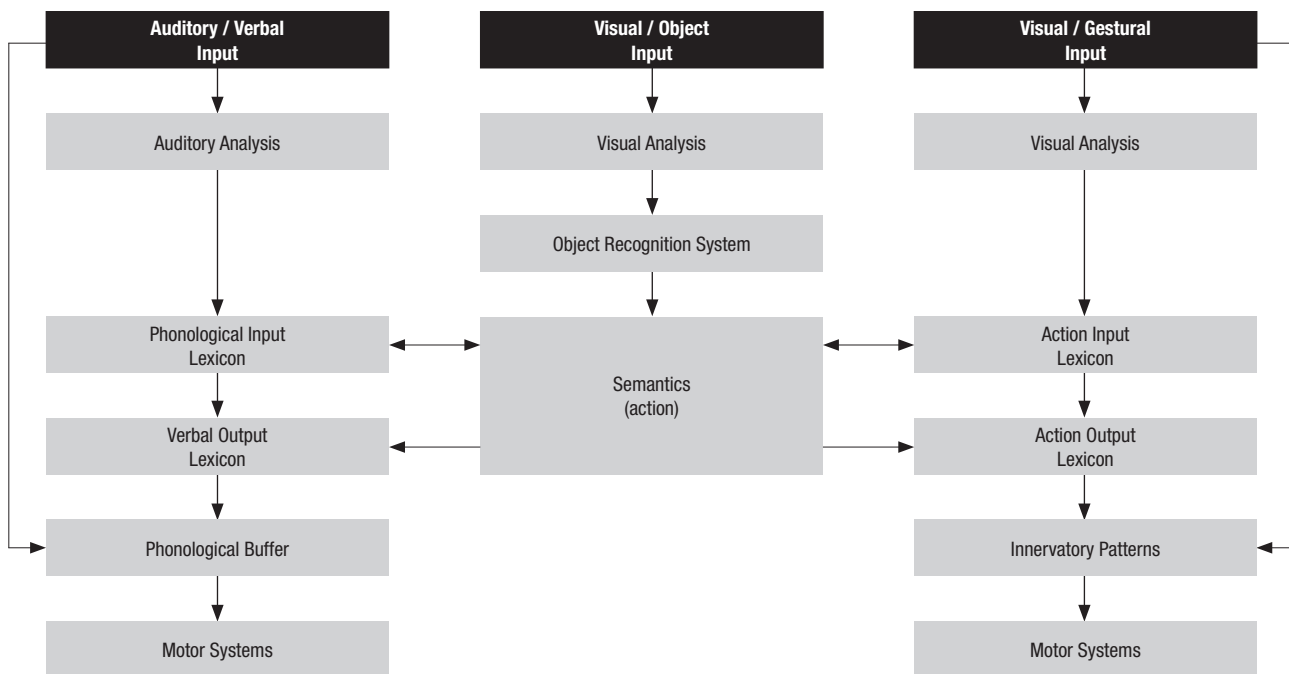 Auditory / Verbal
Input
Visual / Object
Input
Visual / Gestural
Input
Auditory Analysis
Visual Analysis
Visual Analysis
Object Recognition System
Phonological Input
Lexicon
Semantics
(action)
Action Input
Lexicon
Verbal Output
Lexicon
Action Output
Lexicon
Phonological Buffer
Innervatory Patterns
Motor Systems
Motor Systems